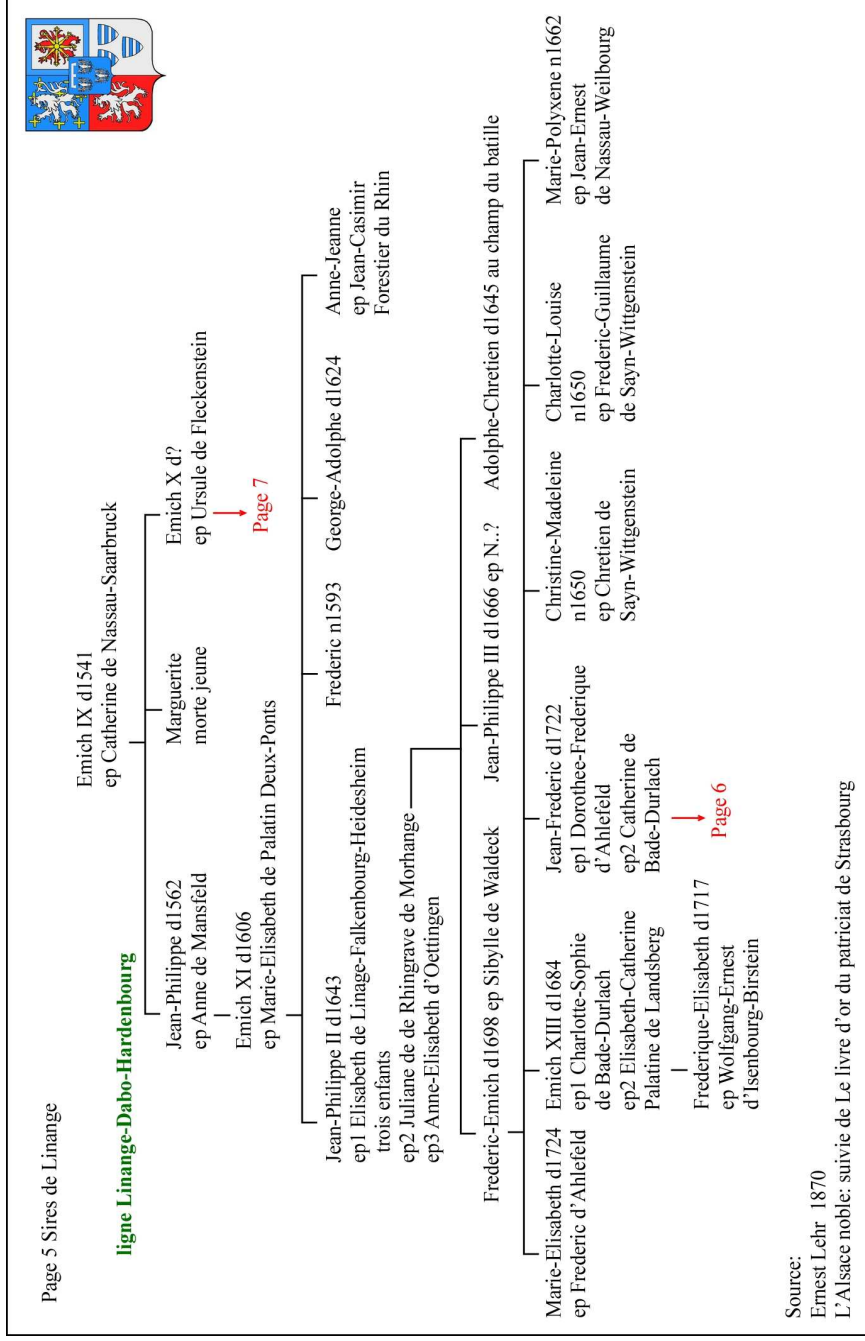 Page 5 Sires de Linange
ligne Linange-Dabo-Hardenbourg
Emich IX d1541
ep Catherine de Nassau-Saarbruck
Jean-Philippe d1562
ep Anne de Mansfeld
Marguerite
morte jeune
Emich X d?
ep Ursule de Fleckenstein
Page 7
Emich XI d1606
ep Marie-Elisabeth de Palatin Deux-Ponts
Jean-Philippe II d1643
ep1 Elisabeth de Linage-Falkenbourg-Heidesheim
trois enfants
ep2 Juliane de de Rhingrave de Morhange
ep3 Anne-Elisabeth d'Oettingen
Frederic n1593
George-Adolphe d1624
Anne-Jeanne
ep Jean-Casimir
Forestier du Rhin
Frederic-Emich d1698 ep Sibylle de Waldeck
Jean-Philippe III d1666 ep N..?
Adolphe-Chretien d1645 au champ du batille
Marie-Elisabeth d1724
ep Frederic d'Ahlefeld
Emich XIII d1684
ep1 Charlotte-Sophie
de Bade-Durlach
ep2 Elisabeth-Catherine
Palatine de Landsberg
Frederique-Elisabeth d1717
ep Wolfgang-Ernest
d'Isenbourg-Birstein
Jean-Frederic d1722
ep1 Dorothee-Frederique
d'Ahlefeld
ep2 Catherine de
Bade-Durlach
Page 6
Christine-Madeleine
n1650
ep Chretien de
Sayn-Wittgenstein
Charlotte-Louise
n1650
ep Frederic-Guillaume
de Sayn-Wittgenstein
Marie-Polyxene n1662
ep Jean-Ernest
de Nassau-Weilbourg
Source:
Ernest Lehr 1870
L'Alsace noble: suivie de Le livre d'or du patriciat de Strasbourg